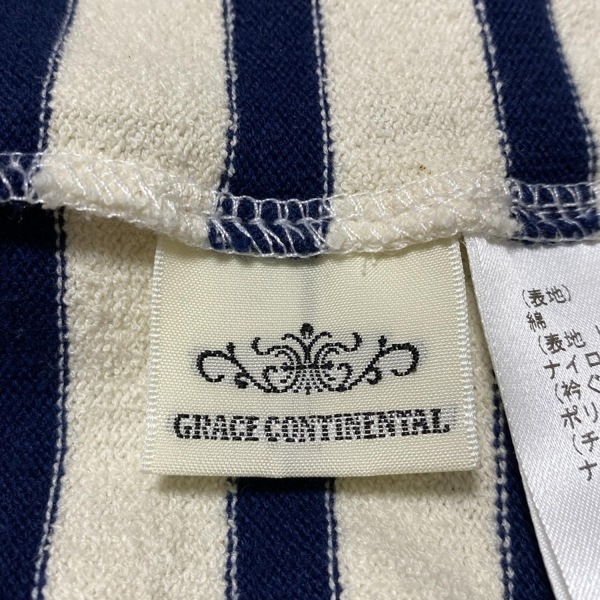 GRACE CONTINENTAL
(表地)
綿
(表地
ナイロ
(衿ぐ
ポリ
(チ
ナ